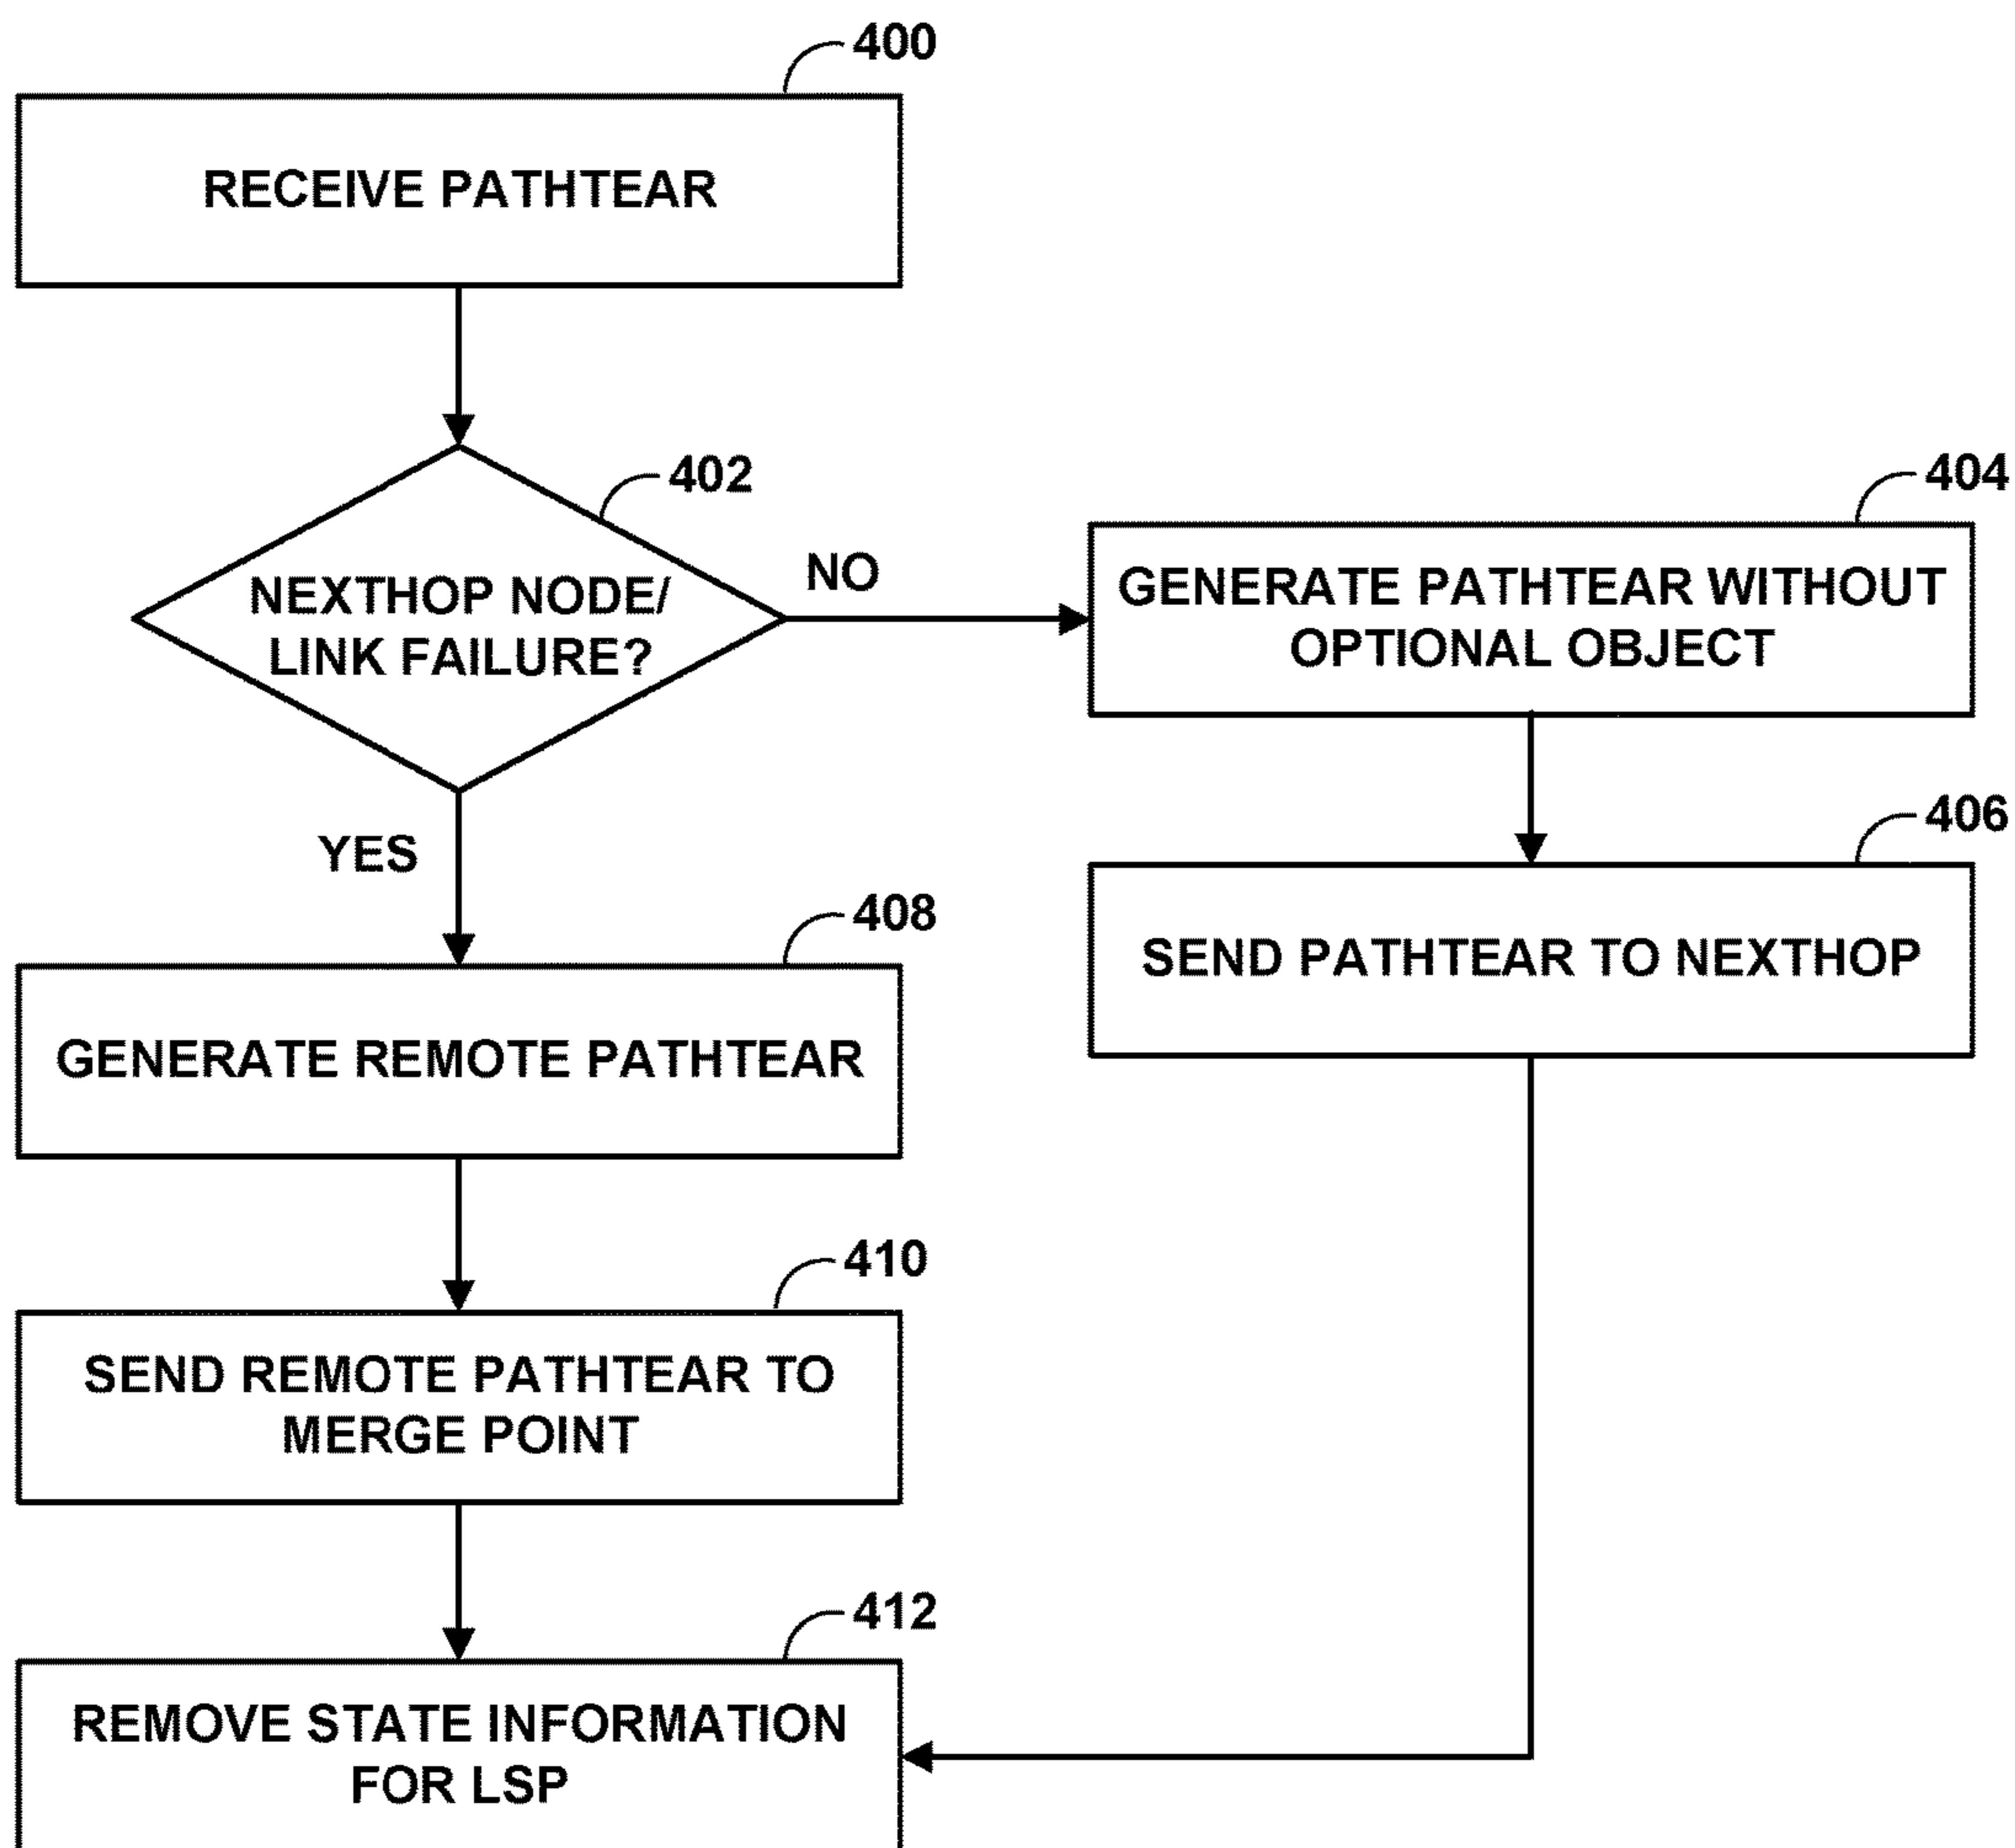 400
RECEIVE PATHTEAR
402
NEXTHOP NODE/
LINK FAILURE?
NO
YES
404
GENERATE PATHTEAR WITHOUT
OPTIONAL OBJECT
406
SEND PATHTEAR TO NEXTHOP
408
GENERATE REMOTE PATHTEAR
410
SEND REMOTE PATHTEAR TO
MERGE POINT
412
REMOVE STATE INFORMATION
FOR LSP